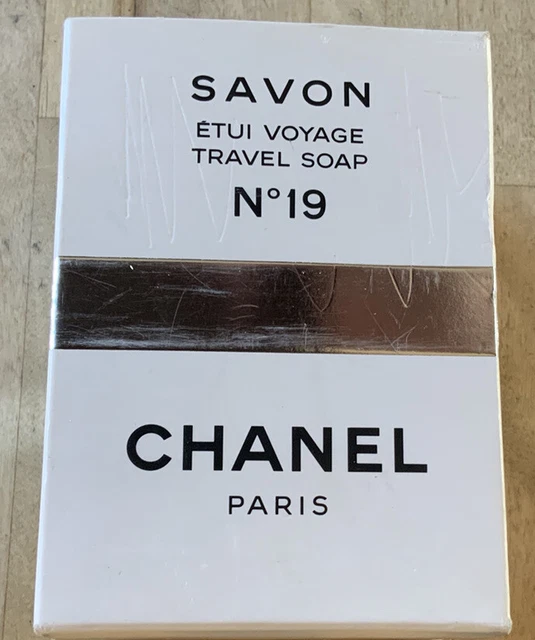 SAVON
ÉTUI VOYAGE
TRAVEL SOAP
N°19
CHANEL
PARIS